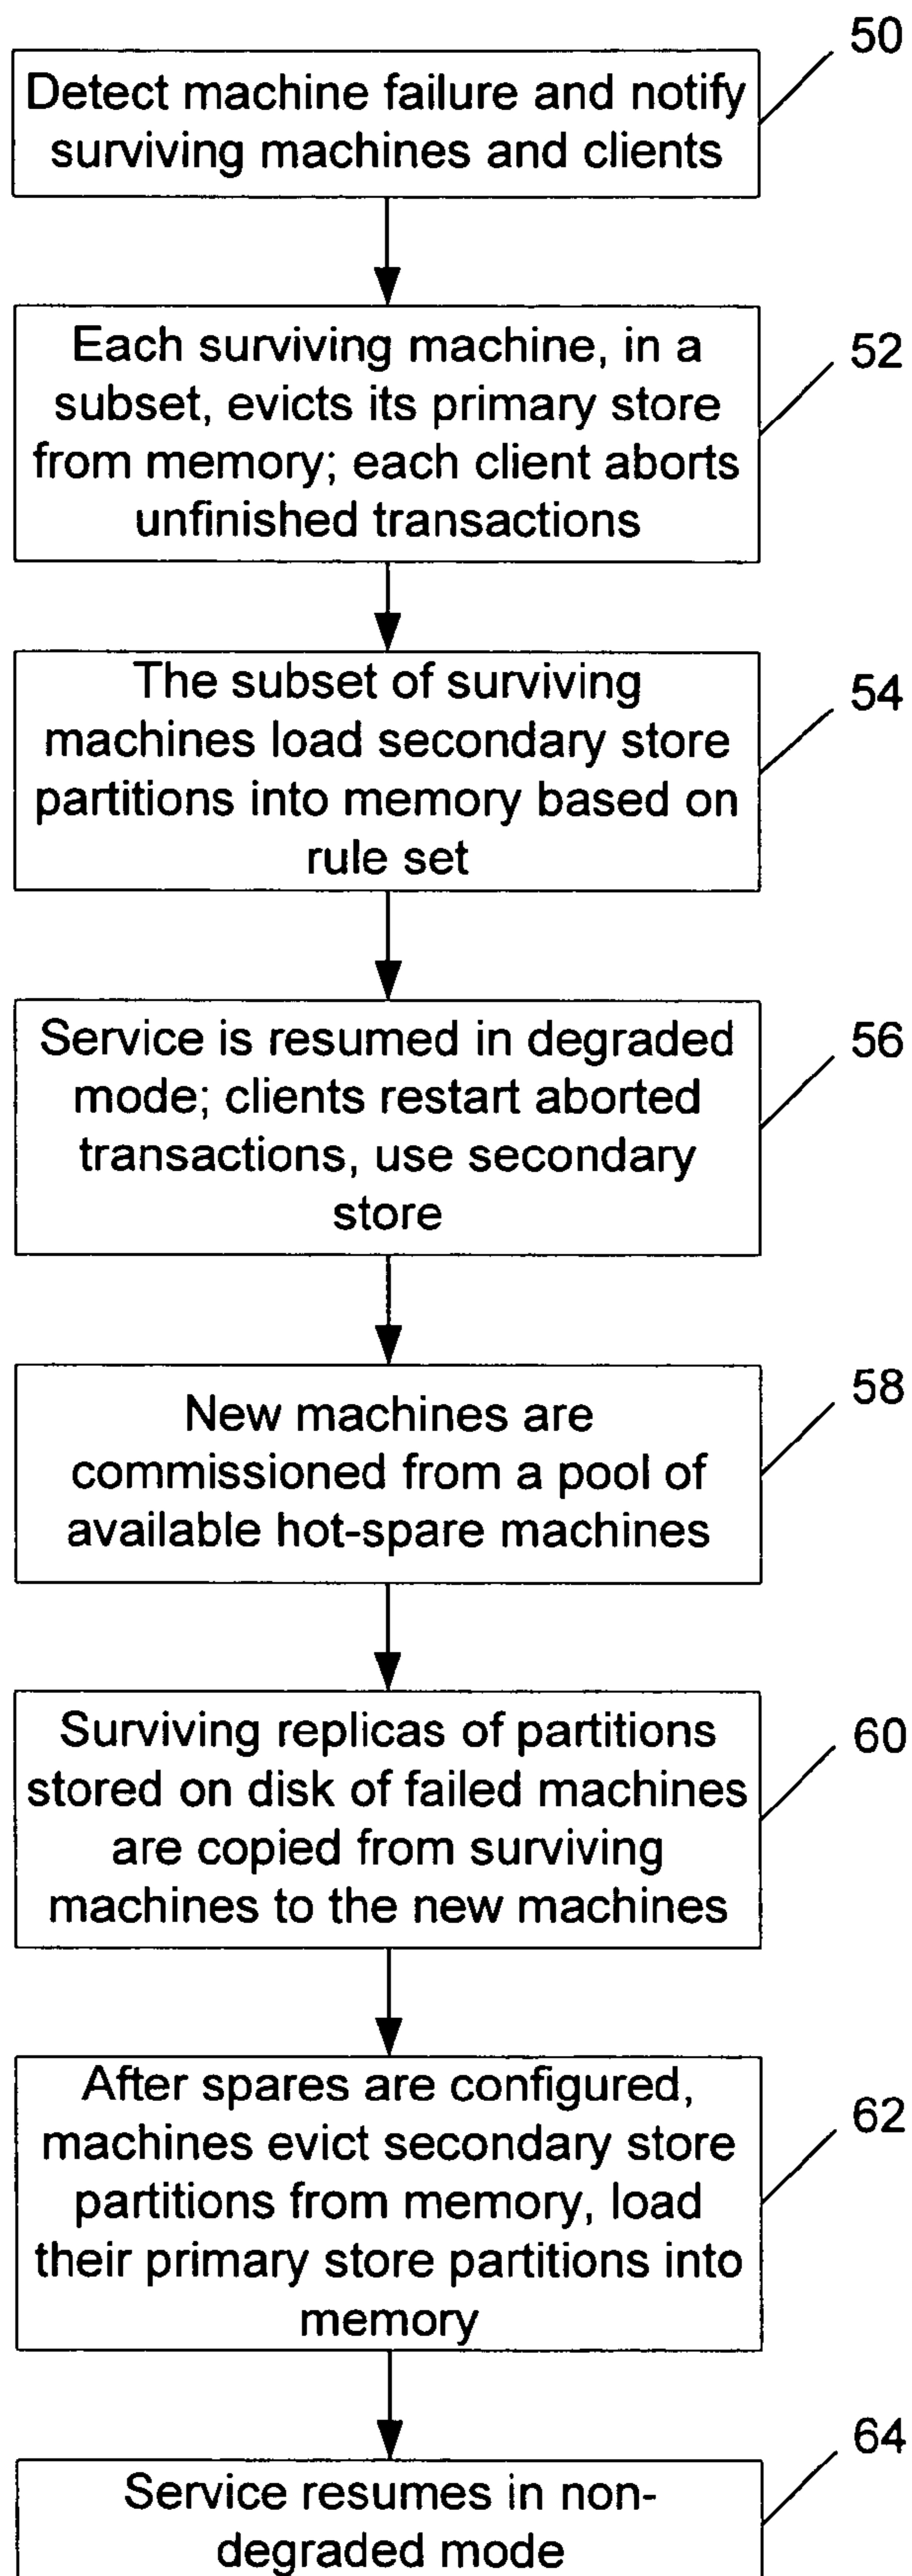 50
Detect machine failure and notify
surviving machines and clients
52
Each surviving machine, in a
subset, evicts its primary store
from memory; each client aborts
unfinished transactions
54
The subset of surviving
machines load secondary store
partitions into memory based on
rule set
56
Service is resumed in degraded
mode; clients restart aborted
transactions, use secondary
store
58
New machines are
commissioned from a pool of
available hot-spare machines
60
Surviving replicas of partitions
stored on disk of failed machines
are copied from surviving
machines to the new machines
62
After spares are configured,
machines evict secondary store
partitions from memory, load
their primary store partitions into
memory
64
Service resumes in non-
degraded mode